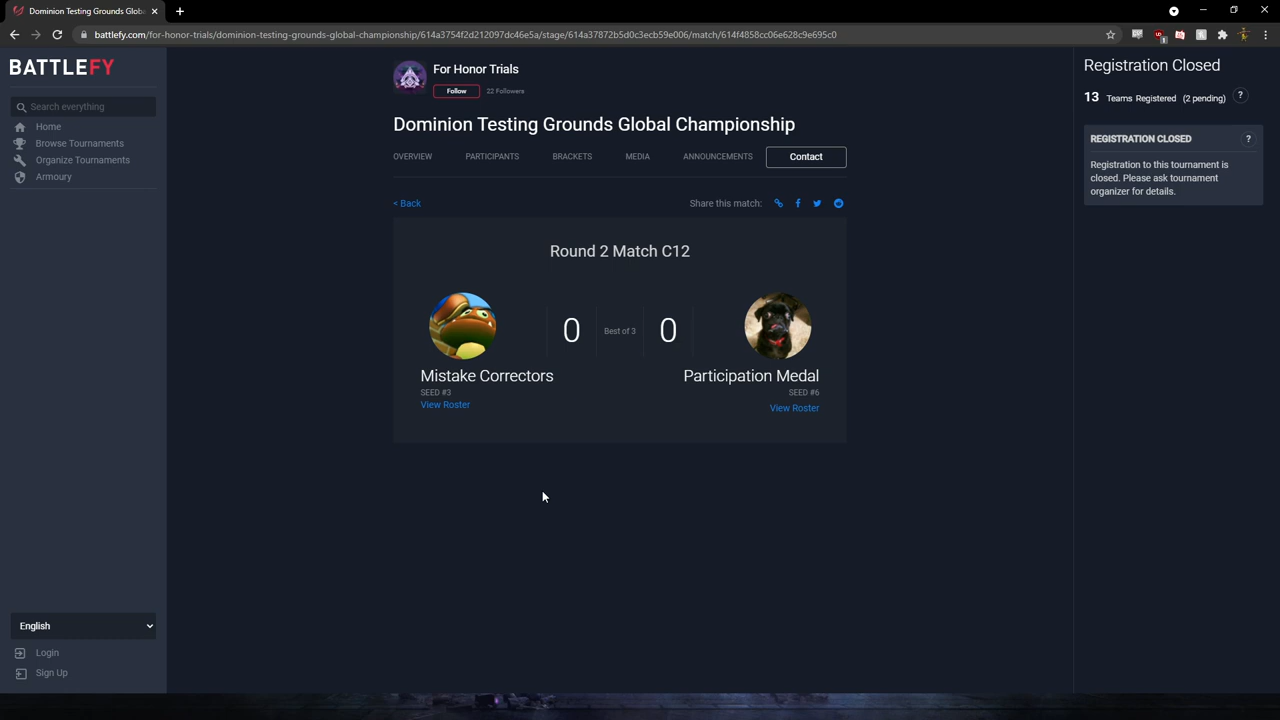 Dominion Testing Grounds Globa
battlefy.com/for-honor-trials/dominion-testing-grounds-global-championship/614a3754f2d212097dc46e5a/stage/614a37872b5d0c3ecb59e006/match/614f4858cc06e628c9e695c0
BATTLEFY
Search everything
Home
Browse Tournaments
Organize Tournaments
Armoury
English
Login
Sign Up
For Honor Trials
Follow
22 Followers
Dominion Testing Grounds Global Championship
OVERVIEW PARTICIPANTS BRACKETS MEDIA ANNOUNCEMENTS Contact
< Back
Share this match:
Round 2 Match C12
0 Best of 3 0
Mistake Correctors
SEED #3
View Roster
Participation Medal
SEED #6
View Roster
Registration Closed
13 Teams Registered (2 pending) ?
REGISTRATION CLOSED ?
Registration to this tournament is
closed. Please ask tournament
organizer for details.